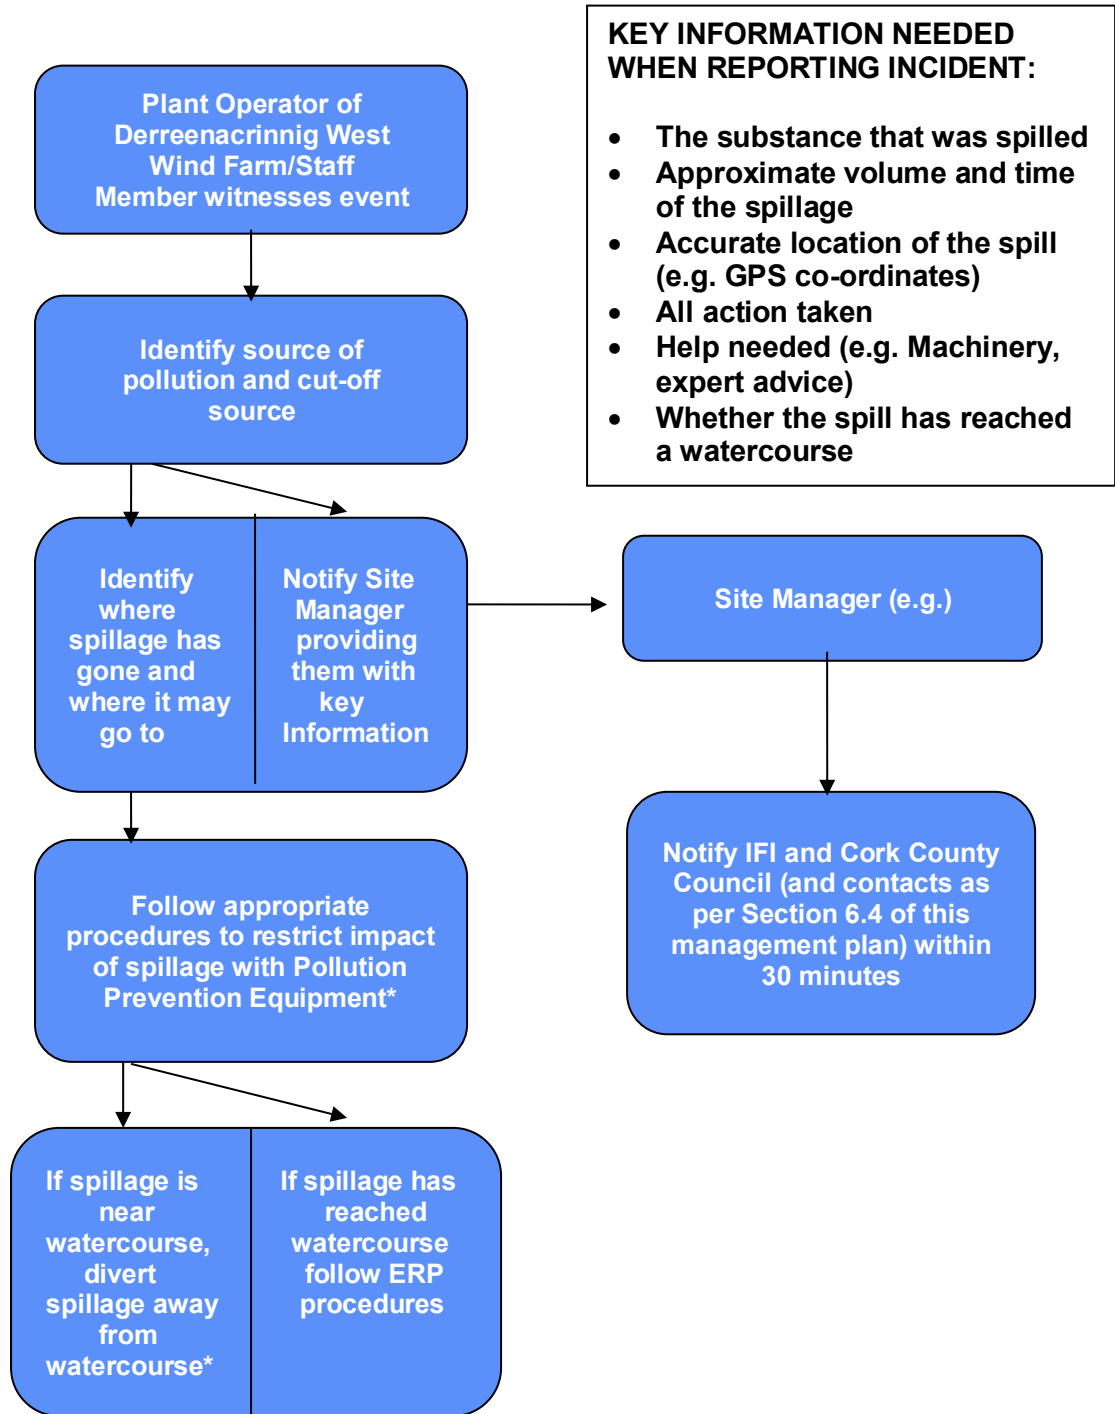 KEY INFORMATION NEEDED
WHEN REPORTING INCIDENT:
• The substance that was spilled
• Approximate volume and time
of the spillage
• Accurate location of the spill
(e.g. GPS co-ordinates)
• All action taken
• Help needed (e.g. Machinery,
expert advice)
• Whether the spill has reached
a watercourse
Plant Operator of
Derreenacrinnig West
Wind Farm/Staff
Member witnesses event
Identify source of
pollution and cut-off
source
Identify
where
spillage has
gone and
where it may
go to
Notify Site
Manager
providing
them with
key
Information
Site Manager (e.g.)
Notify IFI and Cork County
Council (and contacts as
per Section 6.4 of this
management plan) within
30 minutes
Follow appropriate
procedures to restrict impact
of spillage with Pollution
Prevention Equipment*
If spillage is
near
watercourse,
divert
spillage away
from
watercourse*
If spillage has
reached
watercourse
follow ERP
procedures